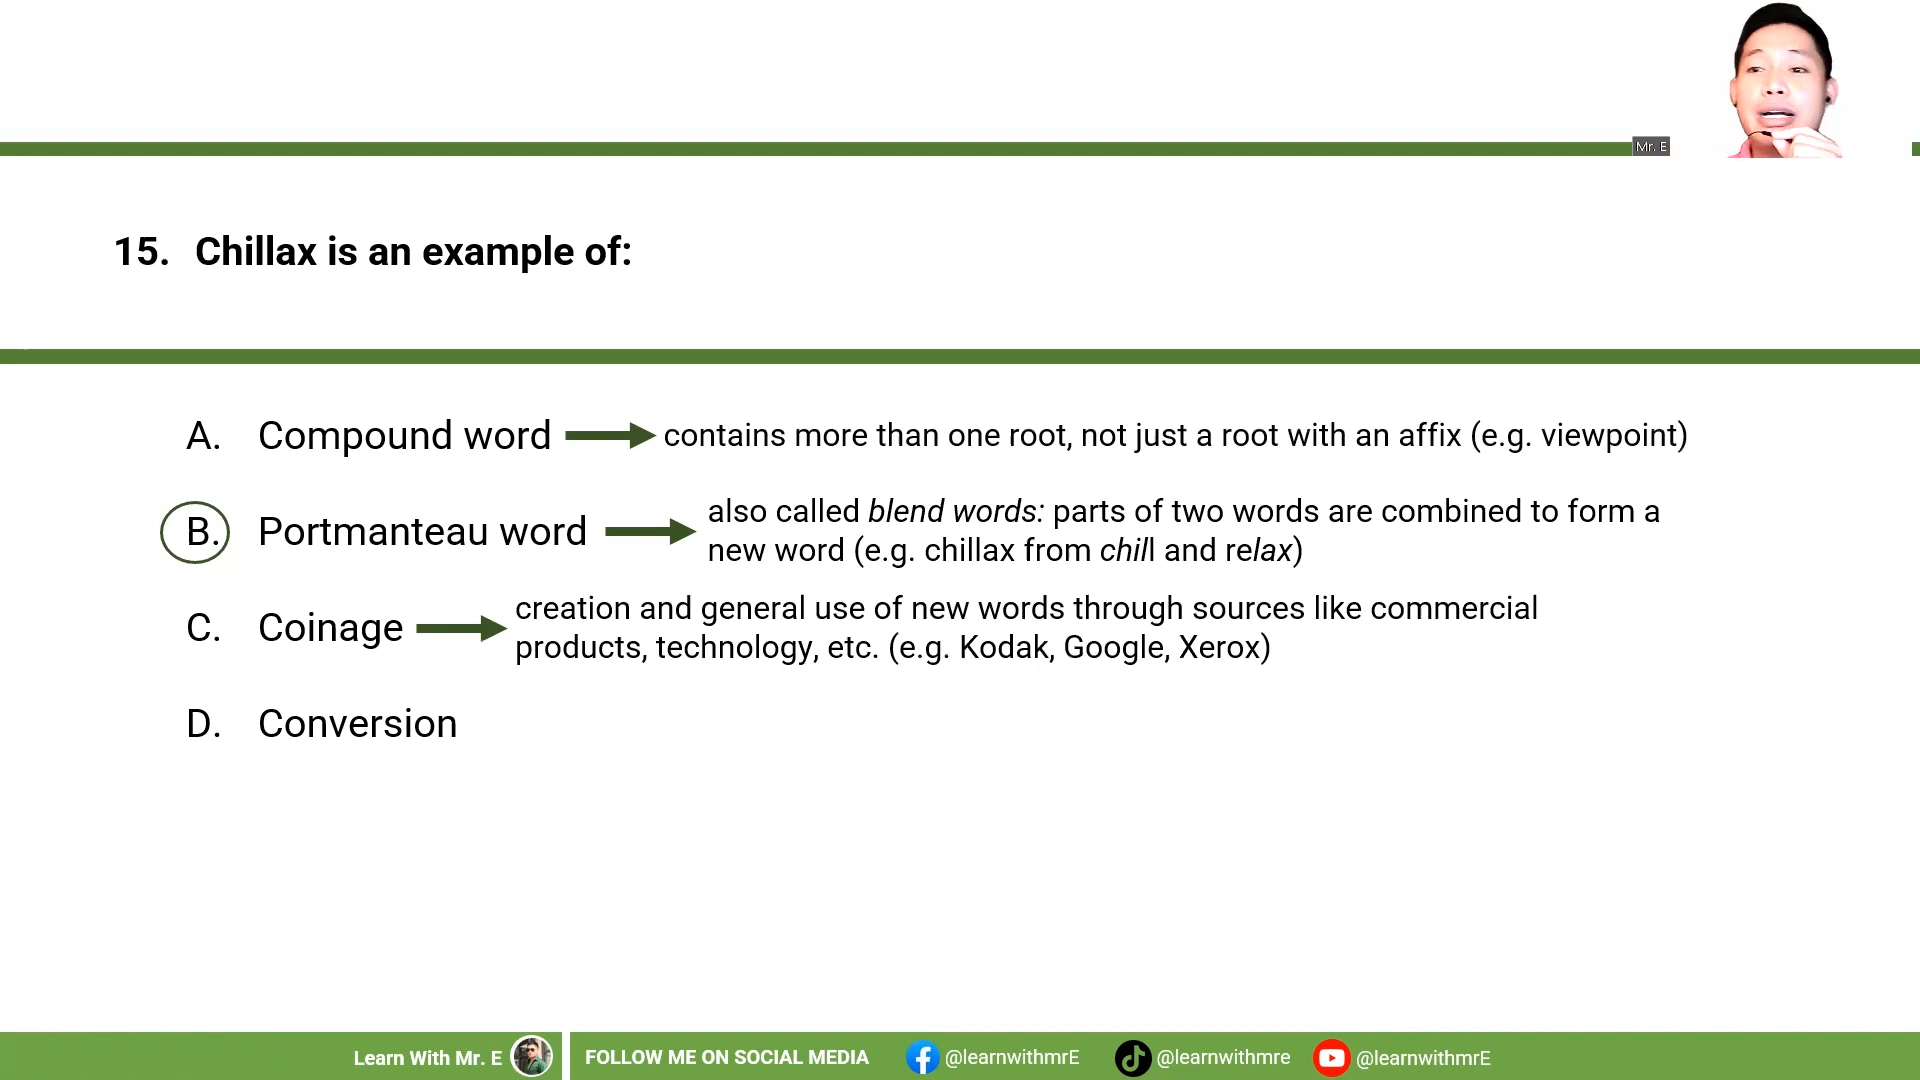 Mr. E
15. Chillax is an example of:
A. Compound word contains more than one root, not just a root with an affix (e.g. viewpoint)
B. Portmanteau word also called blend words: parts of two words are combined to form a
new word (e.g. chillax from chill and relax)
C. Coinage creation and general use of new words through sources like commercial
products, technology, etc. (e.g. Kodak, Google, Xerox)
D. Conversion
Learn With Mr. E FOLLOW ME ON SOCIAL MEDIA @learnwithmrE @learnwithmre @learnwithmrE